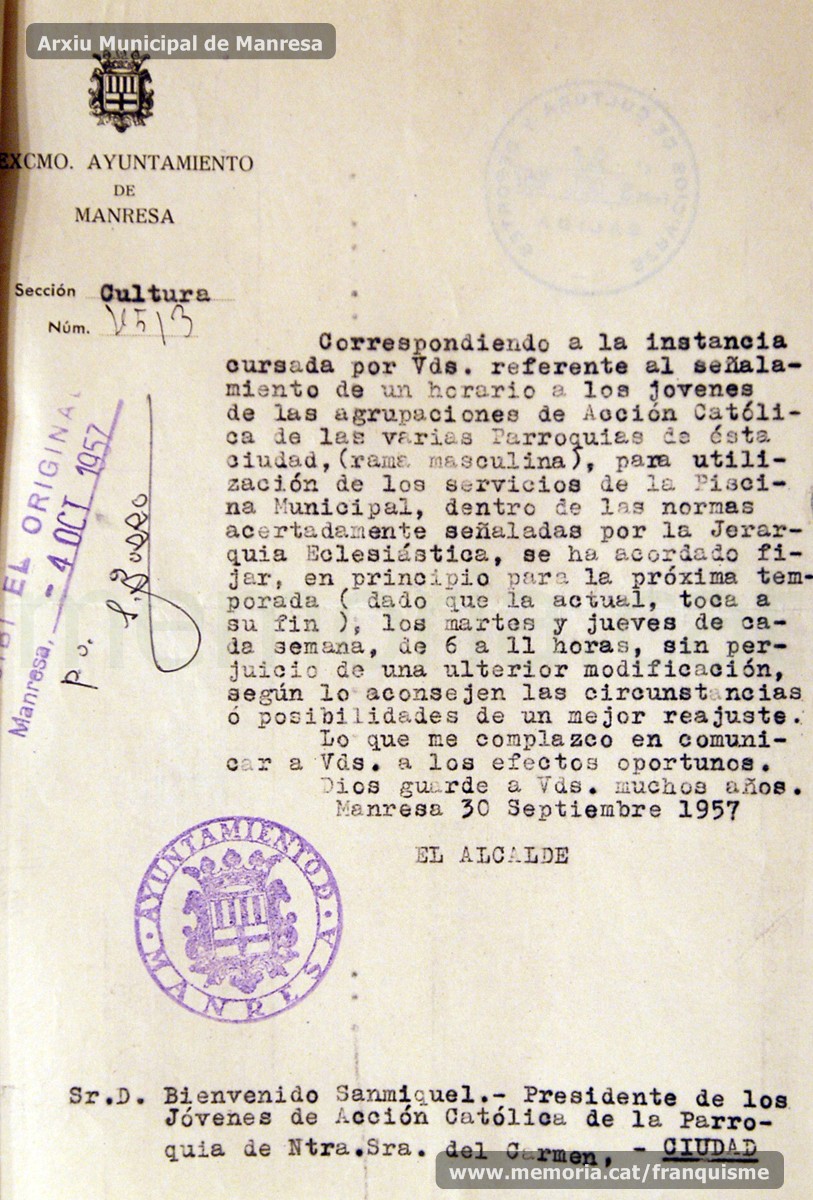 Arxiu Municipal de Manresa
EXCMO. AYUNTAMIENTO
DE
MANRESA
Sección Cultura
Núm.
Correspondiendo a la instancia
cursada por Vds. referente al señala-
miento de un horario a los jovenes
de las agrupaciones de Acción Católi-
ca de las varias Parroquias de ésta
ciudad,(rama masculina), para utili-
zación de los servicios de la Pisci-
na Municipal, dentro de las normas
acertadamente señaladas por la Jerar-
quia Eclesiástica, se ha acordado fi-
jar, en principio para la próxima tem-
porada ( dado que la actual, toca a
su fin ), los martes y jueves de ca-
da semana, de 6 a 11 horas, sin per-
juicio de una ulterior modificación,
según lo aconsejen las circunstancias
ó posibilidades de un mejor reajuste.
Lo que me complazco en comuni-
car a Vds. a los efectos oportunos.
Dios guarde a Vds. muchos años.
Manresa 30 Septiembre 1957
EL ALCALDE
EL ORIGINAL
Manresa, - 4 OCT 1957
p.o.
AYUNTAMIENTO D. MANRESA
Sr.D. Bienvenido Sanmiquel.- Presidente de los
Jóvenes de Acción Católica de la Parro-
quia de Ntra.Sra. del Carmen, - CIUDAD
www.memoria.cat/franquisme